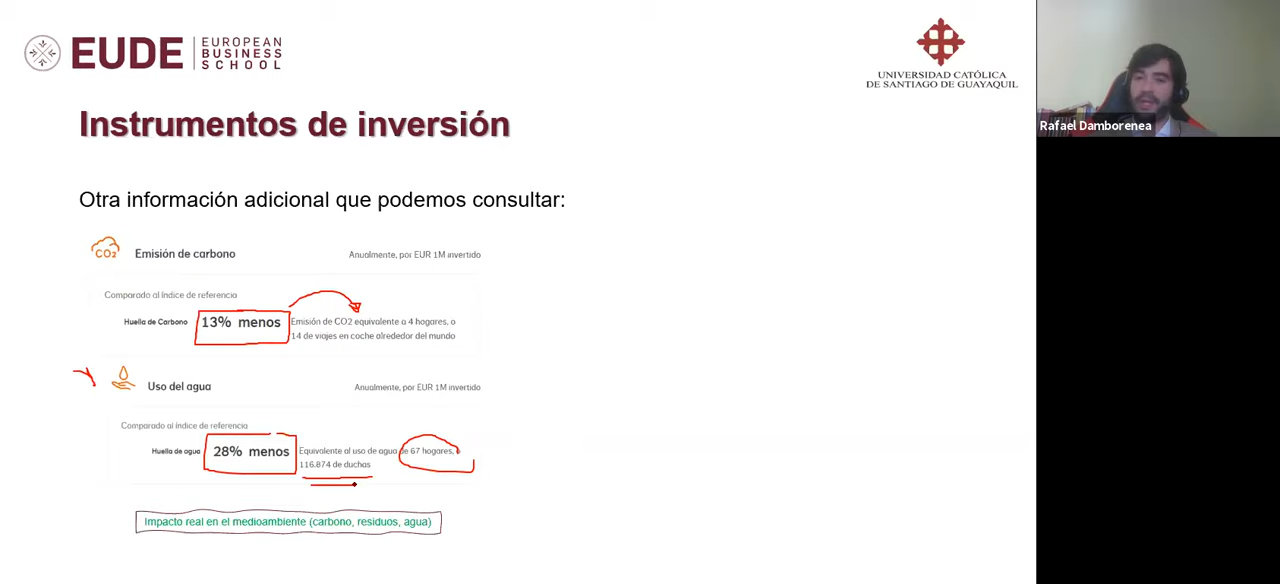 EUDE
EUROPEAN
BUSINESS
SCHOOL
UNIVERSIDAD CATÓLICA
DE SANTIAGO DE GUAYAQUIL
Rafael Damborenea
Instrumentos de inversión
Otra información adicional que podemos consultar:
CO2
Emisión de carbono
Anualmente, por EUR 1M invertido
Comparado al índice de referencia
Huella de Carbono
13% menos
Emisión de CO2 equivalente a 4 hogares, o
14 de viajes en coche alrededor del mundo
Uso del agua
Anualmente, por EUR 1M invertido
Comparado al índice de referencia
Huella de agua
28% menos
Equivalente al uso de agua de 67 hogares, o
116.874 de duchas
Impacto real en el medioambiente (carbono, residuos, agua)